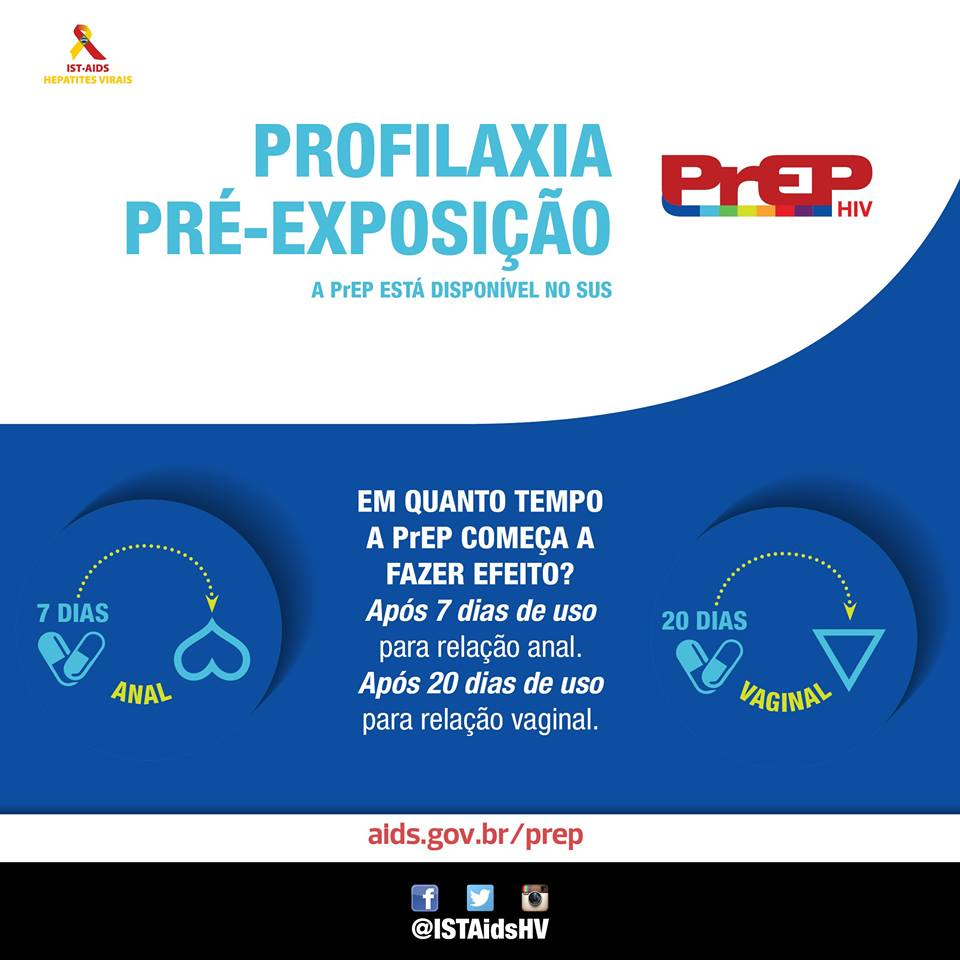 IST-AIDS
HEPATITES VIRAIS
PROFILAXIA
PRÉ-EXPOSIÇÃO
A PrEP ESTÁ DISPONÍVEL NO SUS
PrEP
HIV
EM QUANTO TEMPO
A PrEP COMEÇA A
FAZER EFEITO?
Após 7 dias de uso
para relação anal.
Após 20 dias de uso
para relação vaginal.
7 DIAS
ANAL
20 DIAS
VAGINAL
aids.gov.br/prep
@ISTAidsHV